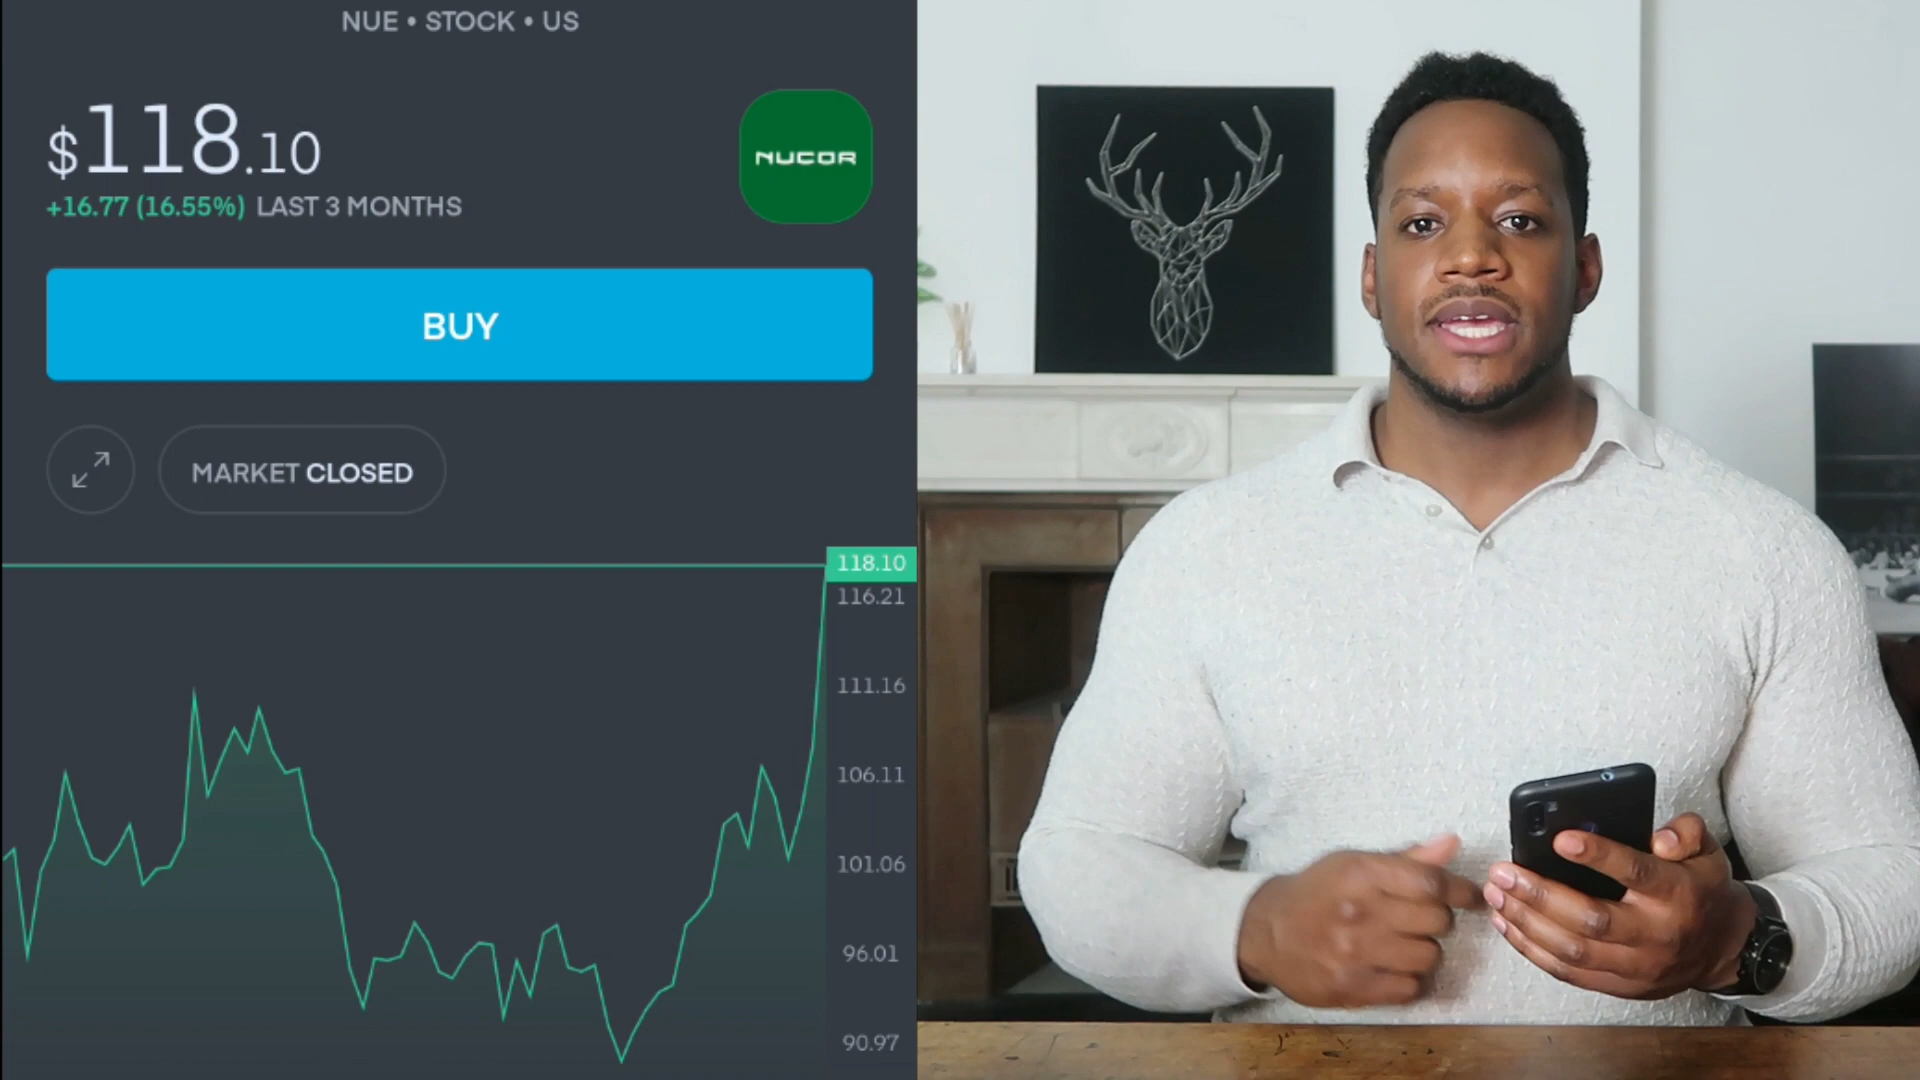 NUE • STOCK • US
$118.10
NUCOR
+16.77 (16.55%) LAST 3 MONTHS
BUY
MARKET CLOSED
118.10
116.21
111.16
106.11
101.06
96.01
90.97